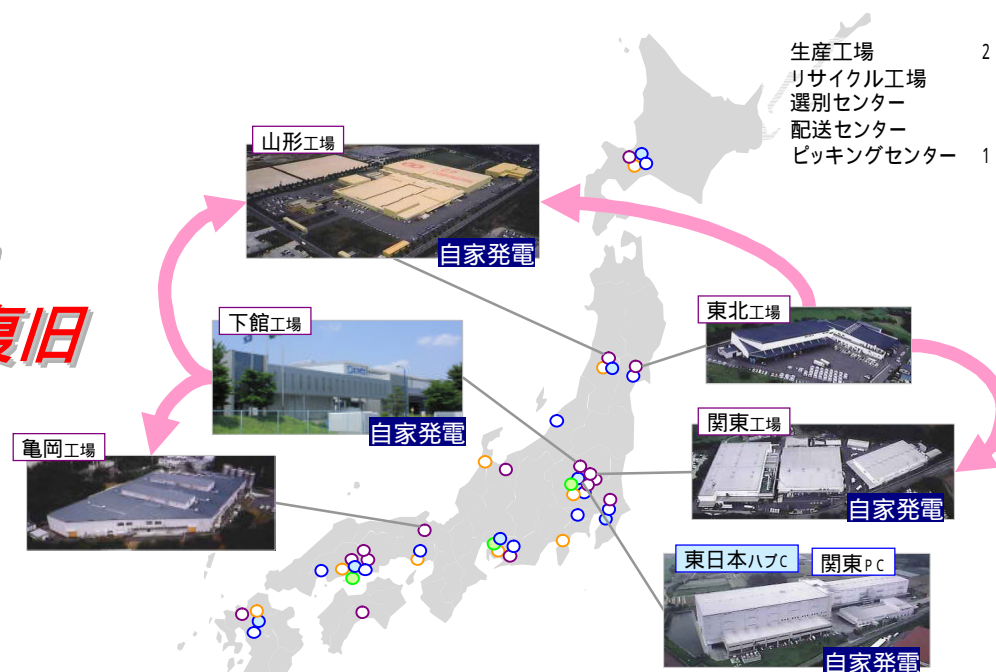 生産工場 2
リサイクル工場
選別センター
配送センター
ピッキングセンター 1
山形工場
自家発電
復旧
下館工場
自家発電
東北工場
亀岡工場
関東工場
自家発電
東日本ハブC
関東PC
自家発電